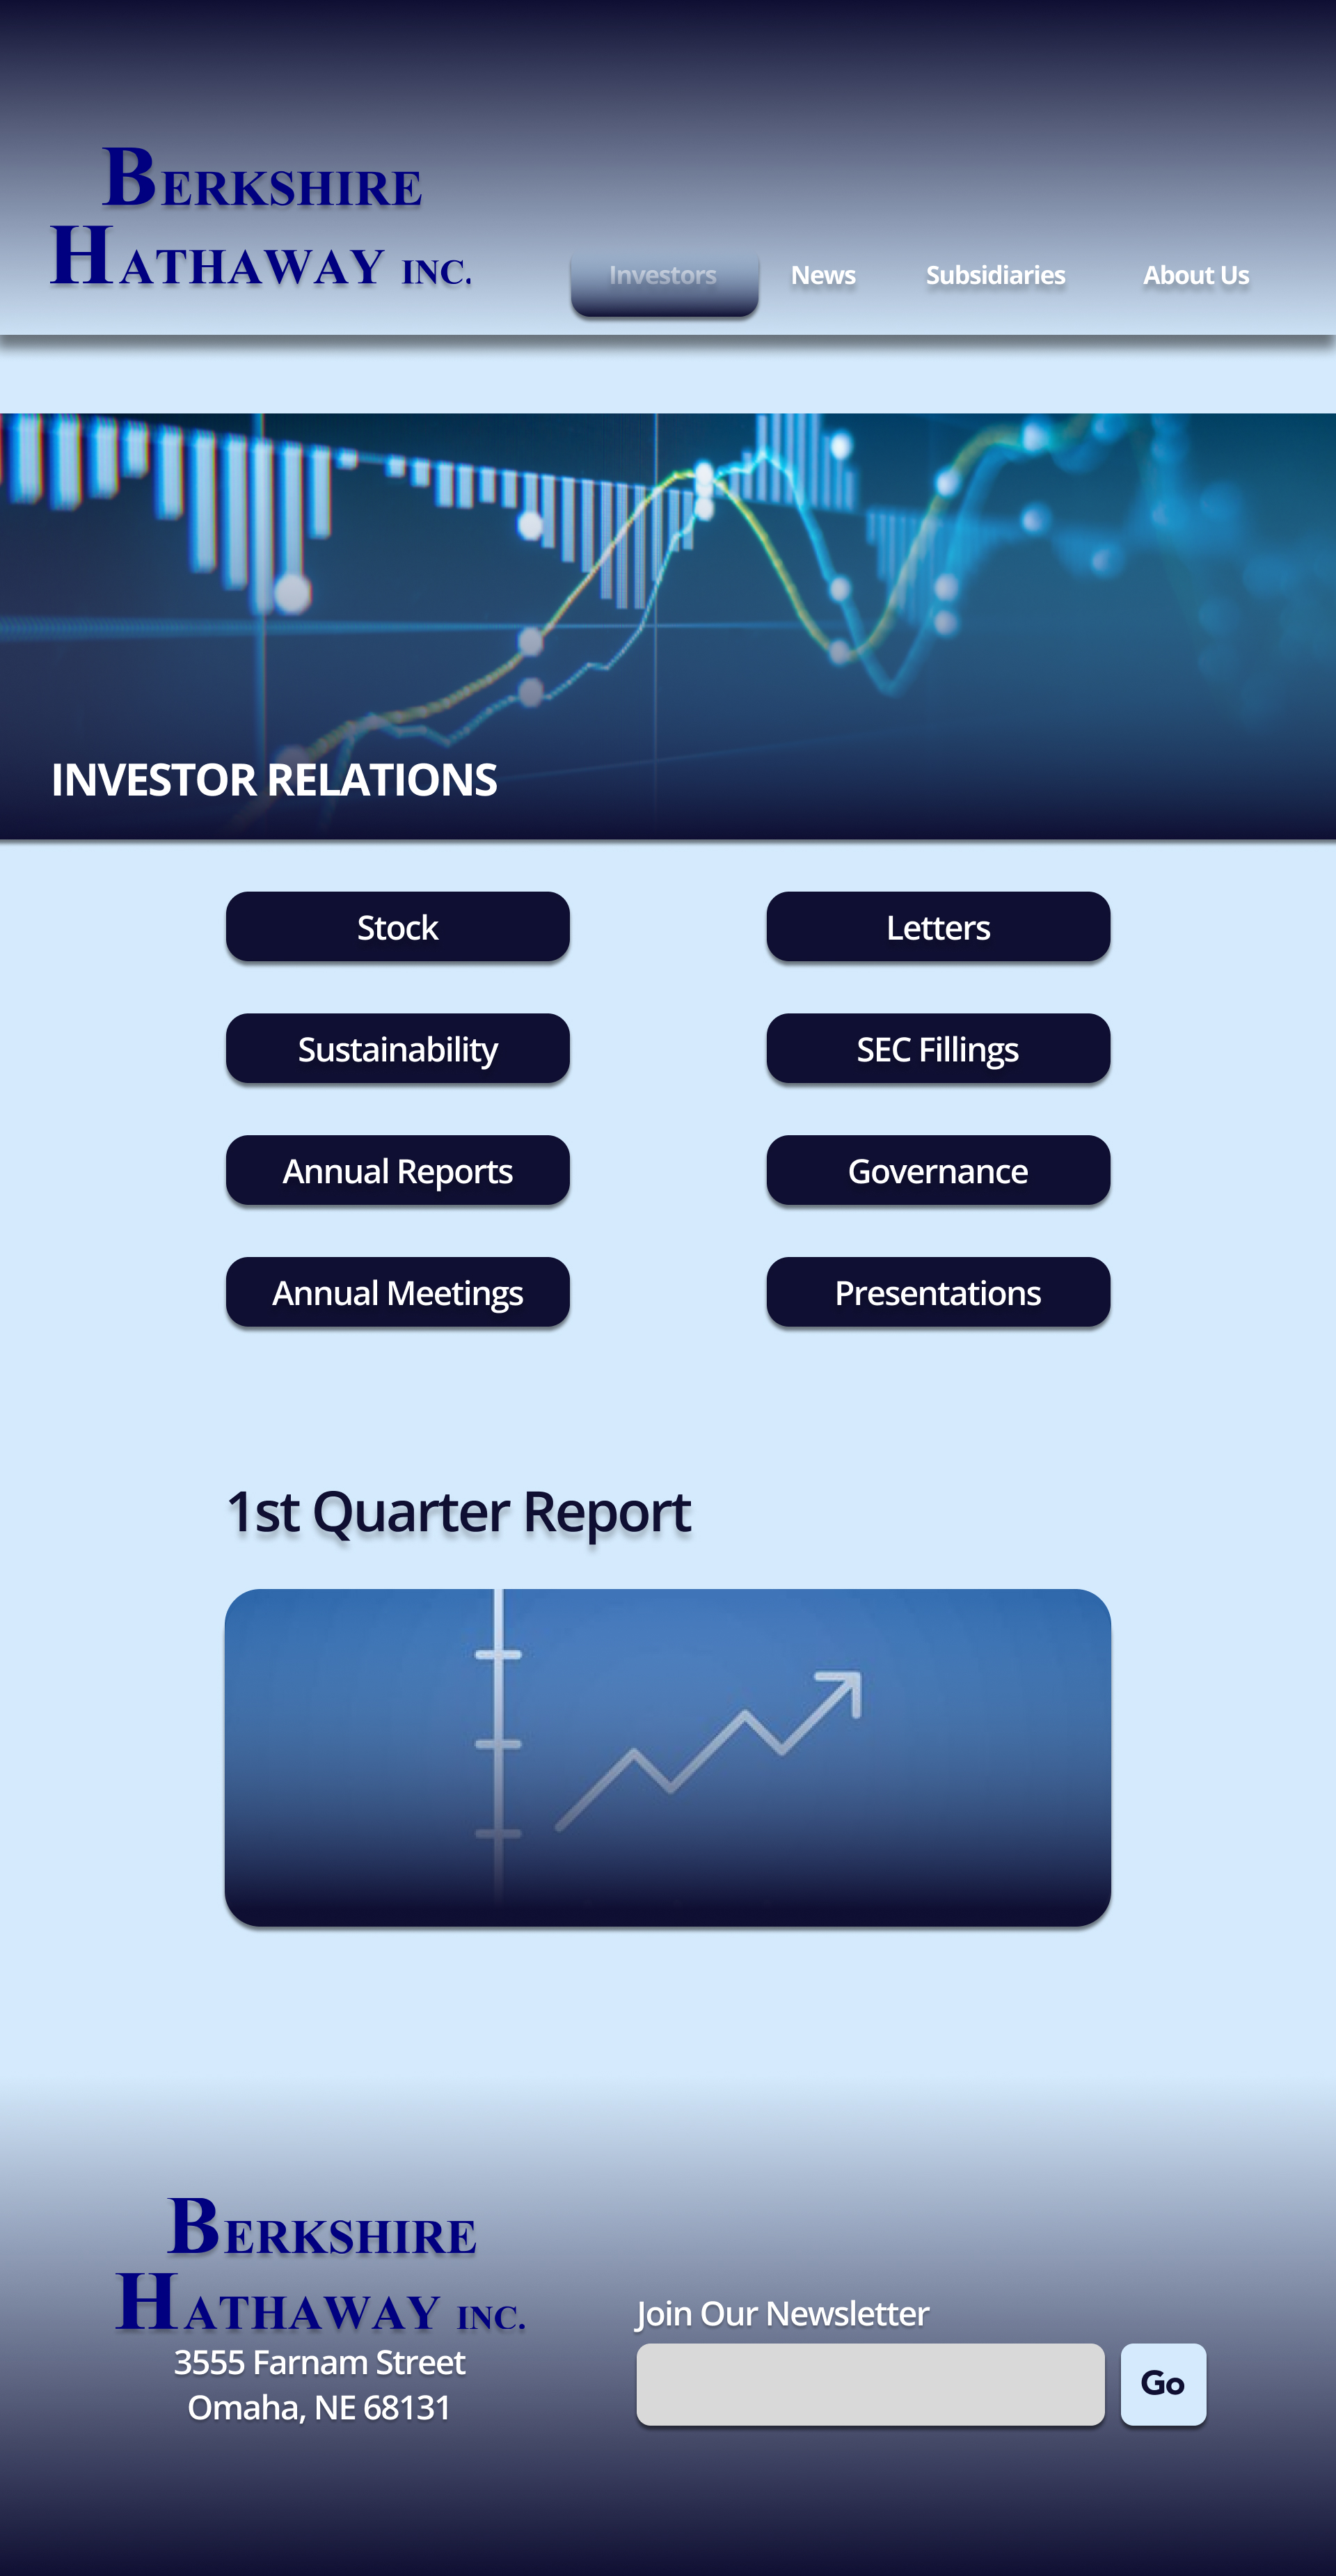 BERKSHIRE
HATHAWAY INC.
Investors News Subsidiaries About Us
INVESTOR RELATIONS
Stock Letters
Sustainability SEC Fillings
Annual Reports Governance
Annual Meetings Presentations
1st Quarter Report
BERKSHIRE
HATHAWAY INC.
Join Our Newsletter
3555 Farnam Street
Omaha, NE 68131
Go